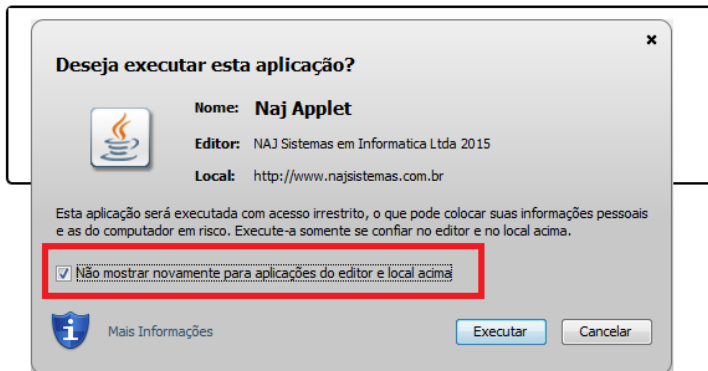 Deseja executar esta aplicação?
Nome: Naj Applet
Editor: NAJ Sistemas em Informatica Ltda 2015
Local: http://www.najsistemas.com.br
Esta aplicação será executada com acesso irrestrito, o que pode colocar suas informações pessoais
e as do computador em risco. Execute-a somente se confiar no editor e no local acima.
Não mostrar novamente para aplicações do editor e local acima
Mais Informações
Executar
Cancelar